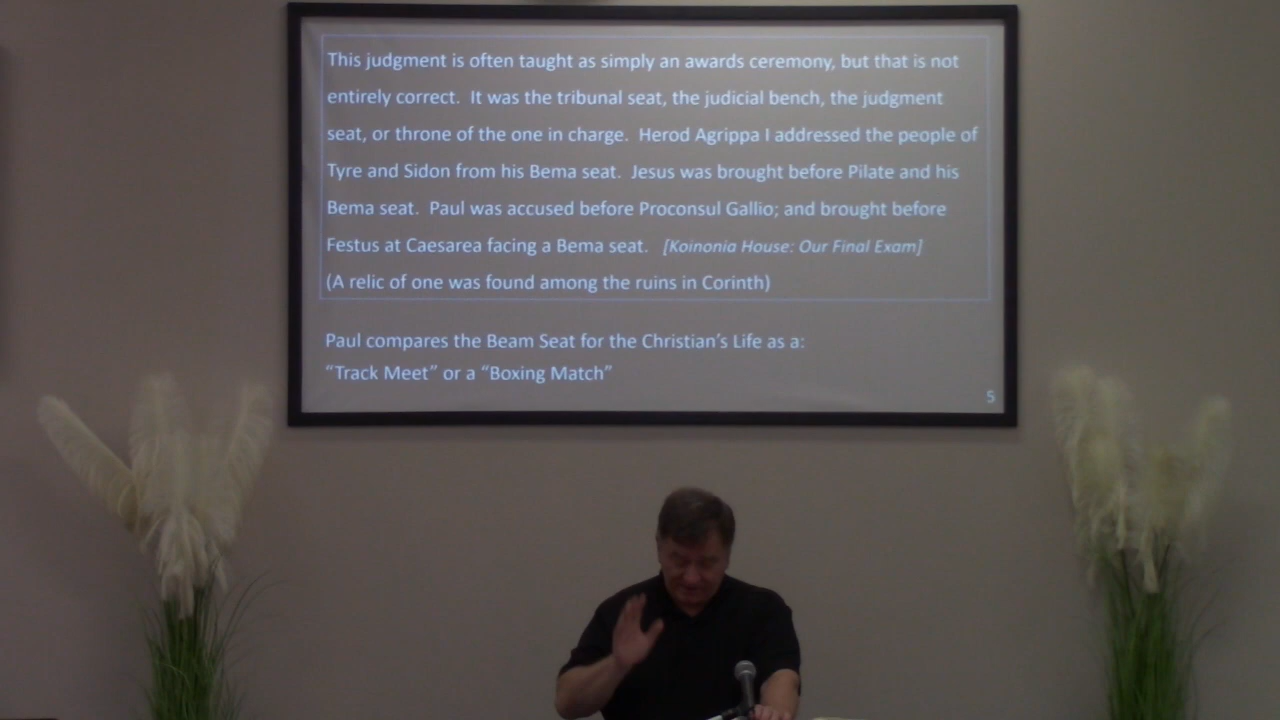 This judgment is often taught as simply an awards ceremony, but that is not
entirely correct. It was the tribunal seat, the judicial bench, the judgment
seat, or throne of the one in charge. Herod Agrippa I addressed the people of
Tyre and Sidon from his Bema seat. Jesus was brought before Pilate and his
Bema seat. Paul was accused before Proconsul Gallio; and brought before
Festus at Caesarea facing a Bema seat. [Koinonia House: Our Final Exam]
(A relic of one was found among the ruins in Corinth)
Paul compares the Beam Seat for the Christian's Life as a:
“Track Meet” or a “Boxing Match”
5